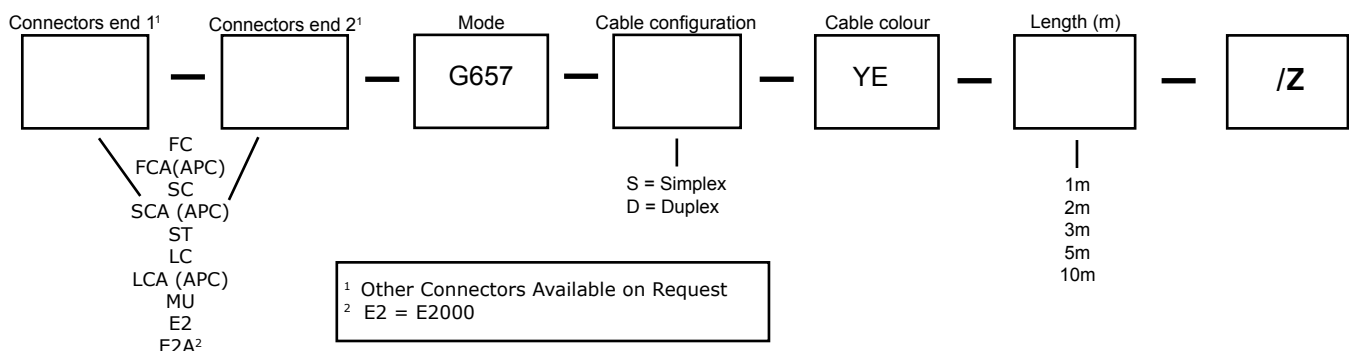 Connectors end 1¹
Connectors end 2¹
Mode
Cable configuration
Cable colour
Length (m)
G657
YE
/Z
FC
FCA(APC)
SC
SCA (APC)
ST
LC
LCA (APC)
MU
E2
E2A²
S = Simplex
D = Duplex
1m
2m
3m
5m
10m
¹ Other Connectors Available on Request
² E2 = E2000